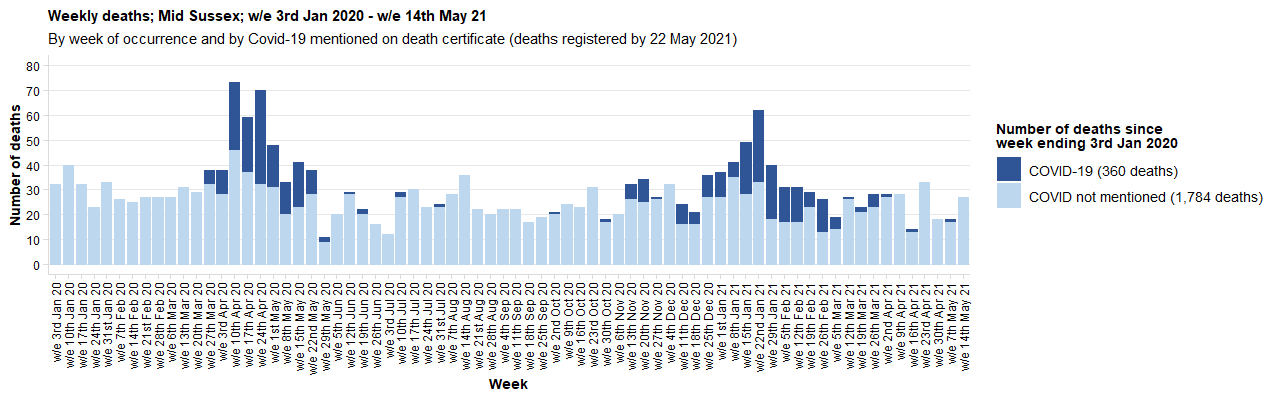 Weekly deaths; Mid Sussex; w/e 3rd Jan 2020 - w/e 14th May 21
By week of occurrence and by Covid-19 mentioned on death certificate (deaths registered by 22 May 2021)
Number of deaths
80
70
60
50
40
30
20
10
0
w/e 3rd Jan 20
w/e 10th Jan 20
w/e 17th Jan 20
w/e 24th Jan 20
w/e 31st Jan 20
w/e 7th Feb 20
w/e 14th Feb 20
w/e 21st Feb 20
w/e 28th Feb 20
w/e 6th Mar 20
w/e 13th Mar 20
w/e 20th Mar 20
w/e 27th Mar 20
w/e 3rd Apr 20
w/e 10th Apr 20
w/e 17th Apr 20
w/e 24th Apr 20
w/e 1st May 20
w/e 8th May 20
w/e 15th May 20
w/e 22nd May 20
w/e 29th May 20
w/e 5th Jun 20
w/e 12th Jun 20
w/e 19th Jun 20
w/e 26th Jun 20
w/e 3rd Jul 20
w/e 10th Jul 20
w/e 17th Jul 20
w/e 24th Jul 20
w/e 31st Jul 20
w/e 7th Aug 20
w/e 14th Aug 20
w/e 21st Aug 20
w/e 28th Aug 20
w/e 4th Sep 20
w/e 11th Sep 20
w/e 18th Sep 20
w/e 25th Sep 20
w/e 2nd Oct 20
w/e 9th Oct 20
w/e 16th Oct 20
w/e 23rd Oct 20
w/e 30th Oct 20
w/e 6th Nov 20
w/e 13th Nov 20
w/e 20th Nov 20
w/e 27th Nov 20
w/e 4th Dec 20
w/e 11th Dec 20
w/e 18th Dec 20
w/e 25th Dec 20
w/e 1st Jan 21
w/e 8th Jan 21
w/e 15th Jan 21
w/e 22nd Jan 21
w/e 29th Jan 21
w/e 5th Feb 21
w/e 12th Feb 21
w/e 19th Feb 21
w/e 26th Feb 21
w/e 5th Mar 21
w/e 12th Mar 21
w/e 19th Mar 21
w/e 26th Mar 21
w/e 2nd Apr 21
w/e 9th Apr 21
w/e 16th Apr 21
w/e 23rd Apr 21
w/e 30th Apr 21
w/e 7th May 21
w/e 14th May 21
Week
Number of deaths since
week ending 3rd Jan 2020
COVID-19 (360 deaths)
COVID not mentioned (1,784 deaths)